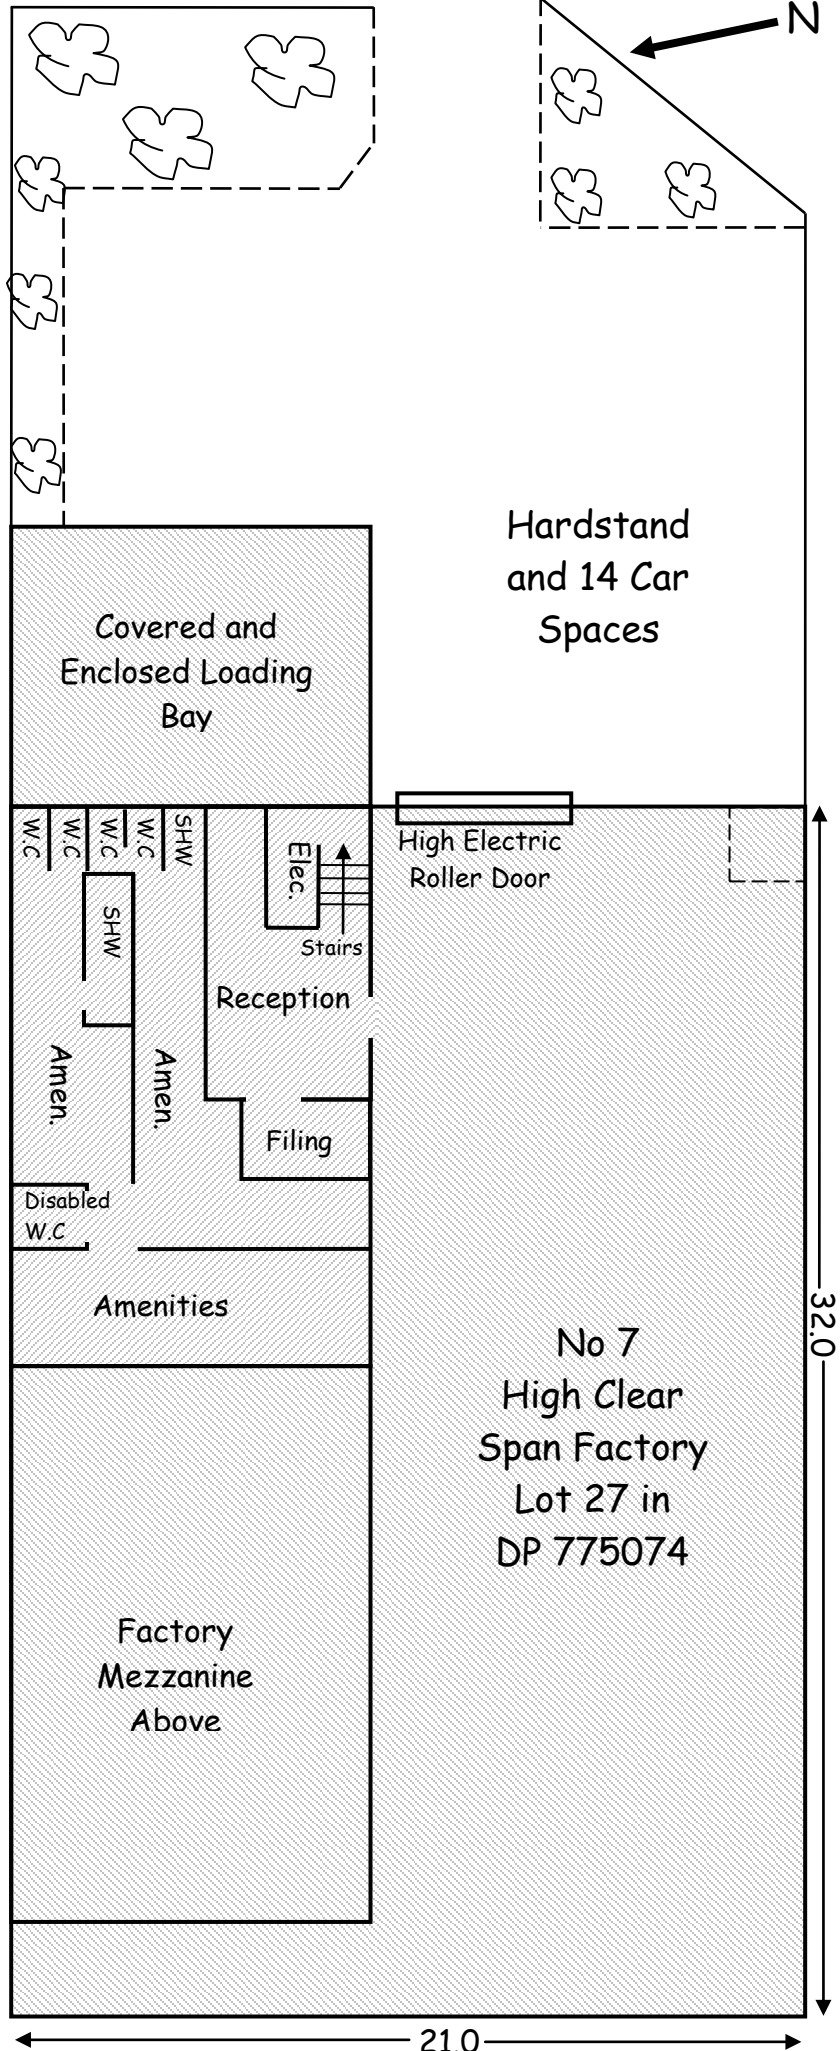 N
Hardstand
and 14 Car
Spaces
Covered and
Enclosed Loading
Bay
W.C
W.C
W.C
W.C
SHW
Elec.
High Electric
Roller Door
SHW
Stairs
Reception
Amen.
Amen.
Filing
Disabled
W.C
Amenities
32.0
No 7
High Clear
Span Factory
Lot 27 in
DP 775074
Factory
Mezzanine
Above
21.0